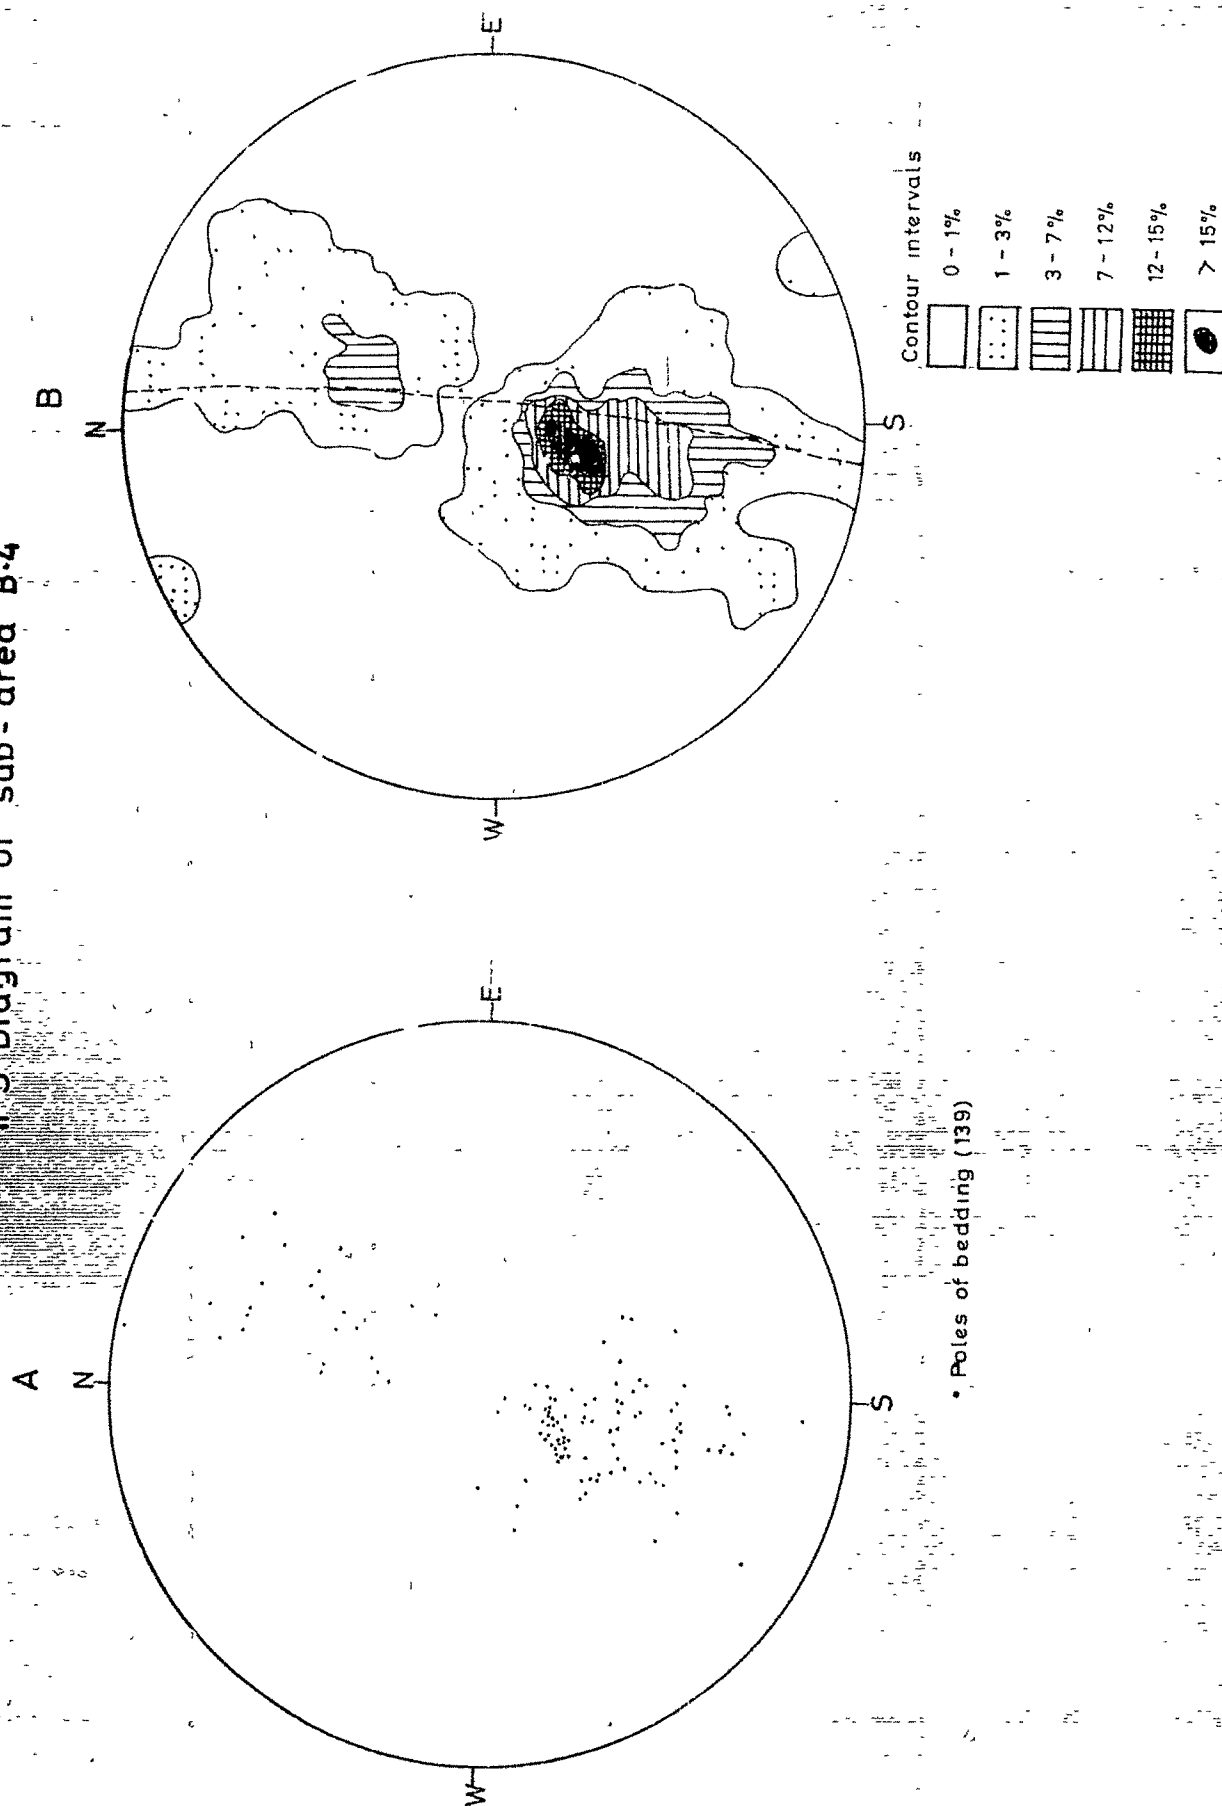 Diagram of sub-area B·4
A
N
E
S
W
• Poles of bedding (139)
B
N
E
S
W
Contour intervals
0 - 1%
1 - 3%
3 - 7%
7 - 12%
12 - 15%
> 15%